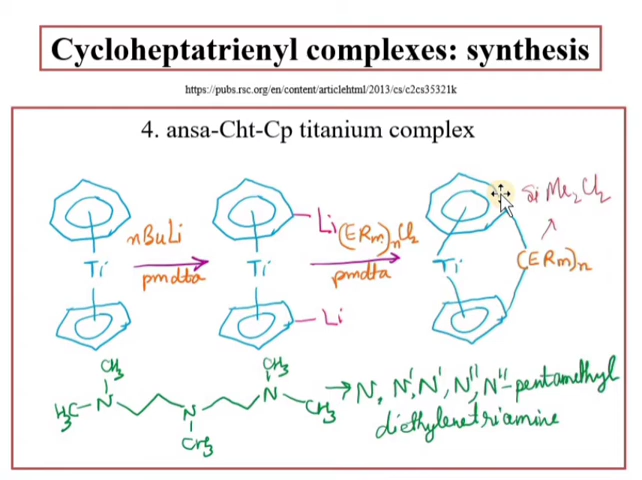 Cycloheptatrienyl complexes: synthesis
https://pubs.rsc.org/en/content/articlehtml/2013/cs/c2cs35321k
4. ansa-Cht-Cp titanium complex
SiMe2Cl2
nBuLi
Li
(ERm)nCl2
Ti
pmdta
Ti
pmdta
Ti
(ERm)n
Li
CH3
CH3
H3C
N
N
N
CH3
CH3
→ N, N', N', N'', N''-pentamethyl
diethylenetriamine